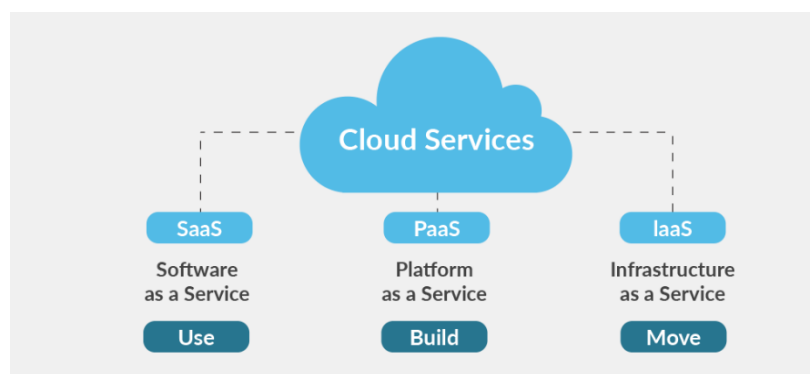 Cloud Services
SaaS
Software
as a Service
Use
PaaS
Platform
as a Service
Build
IaaS
Infrastructure
as a Service
Move